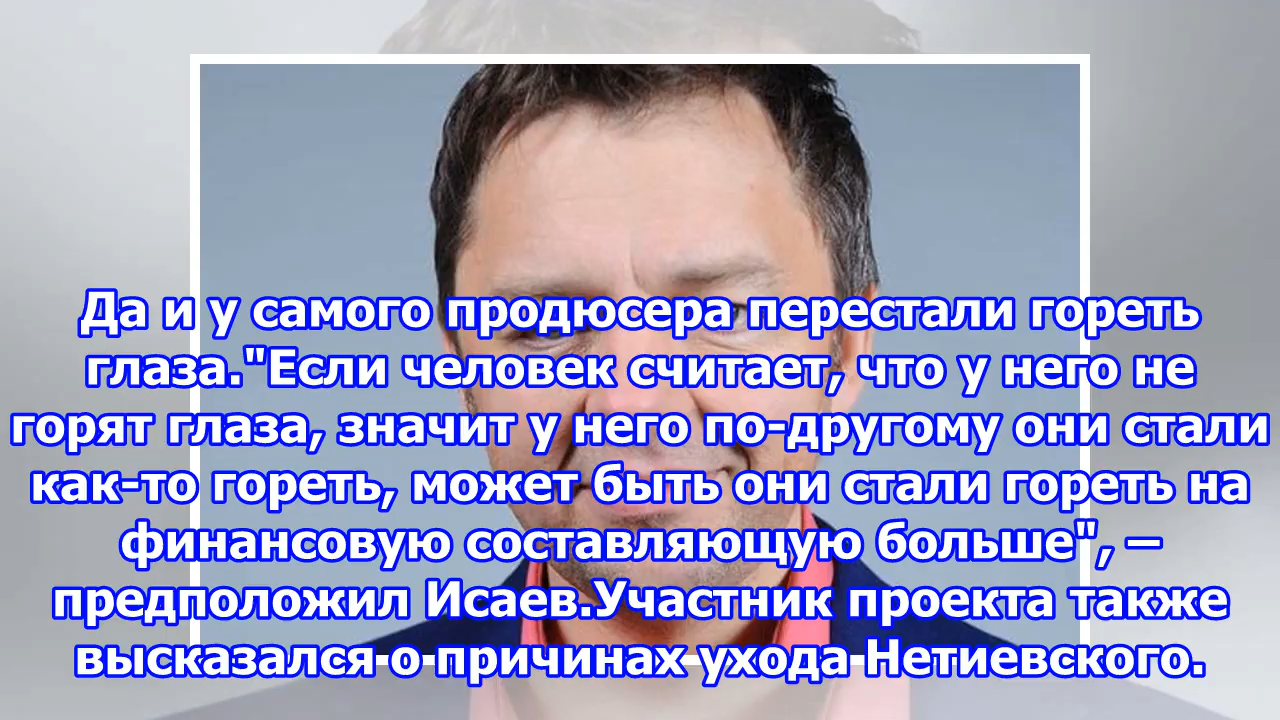 Да и у самого продюсера перестали гореть
глаза."Если человек считает, что у него не
горят глаза, значит у него по-другому они стали
как-то гореть, может быть они стали гореть на
финансовую составляющую больше", –
предположил Исаев.Участник проекта также
высказался о причинах ухода Нетиевского.